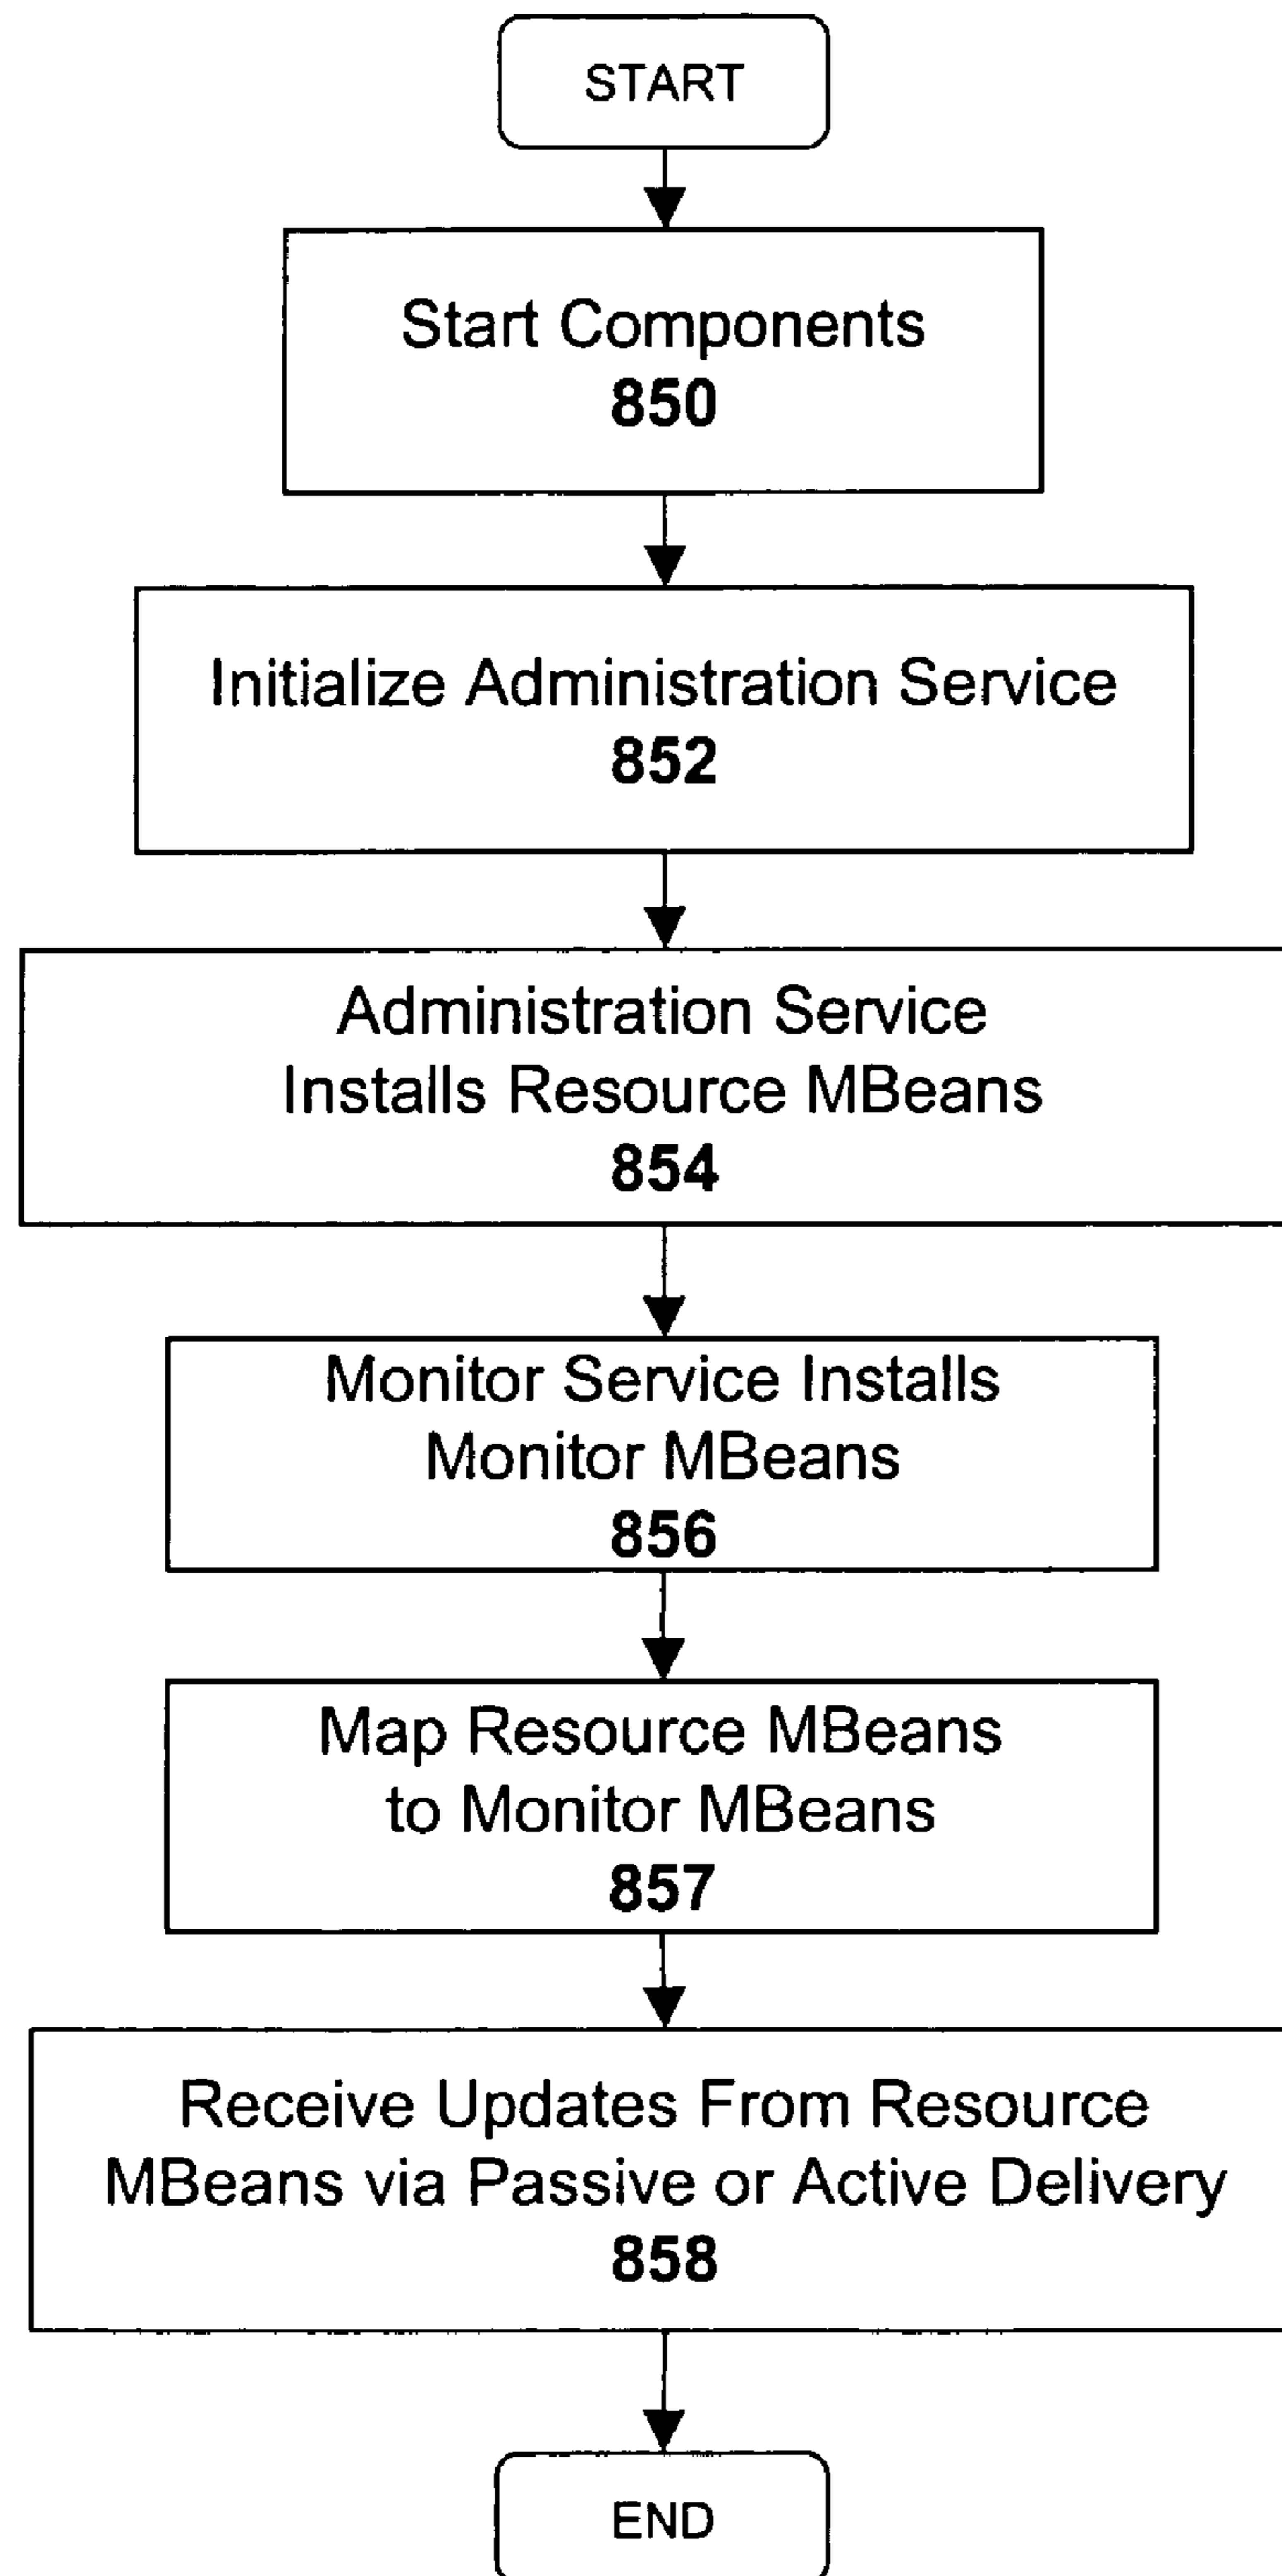 START
Start Components
850
Initialize Administration Service
852
Administration Service
Installs Resource MBeans
854
Monitor Service Installs
Monitor MBeans
856
Map Resource MBeans
to Monitor MBeans
857
Receive Updates From Resource
MBeans via Passive or Active Delivery
858
END